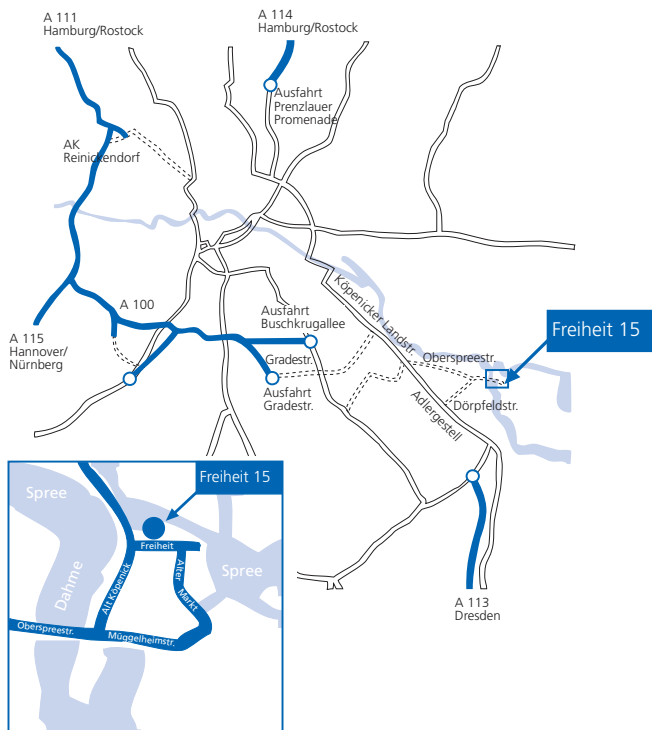 A 111
Hamburg/Rostock
A 114
Hamburg/Rostock
Ausfahrt
Prenzlauer
Promenade
AK
Reinickendorf
A 100
A 115
Hannover/
Nürnberg
Ausfahrt
Buschkrugallee
Gradestr.
Ausfahrt
Gradestr.
Köpenicker Landstr.
Oberspreestr.
Freiheit 15
Adlergestell
Dörpfeldstr.
A 113
Dresden
Freiheit 15
Spree
Freiheit
Spree
Dahme
Alt Köpenick
Alter
Markt
Oberspreestr.
Müggelheimstr.